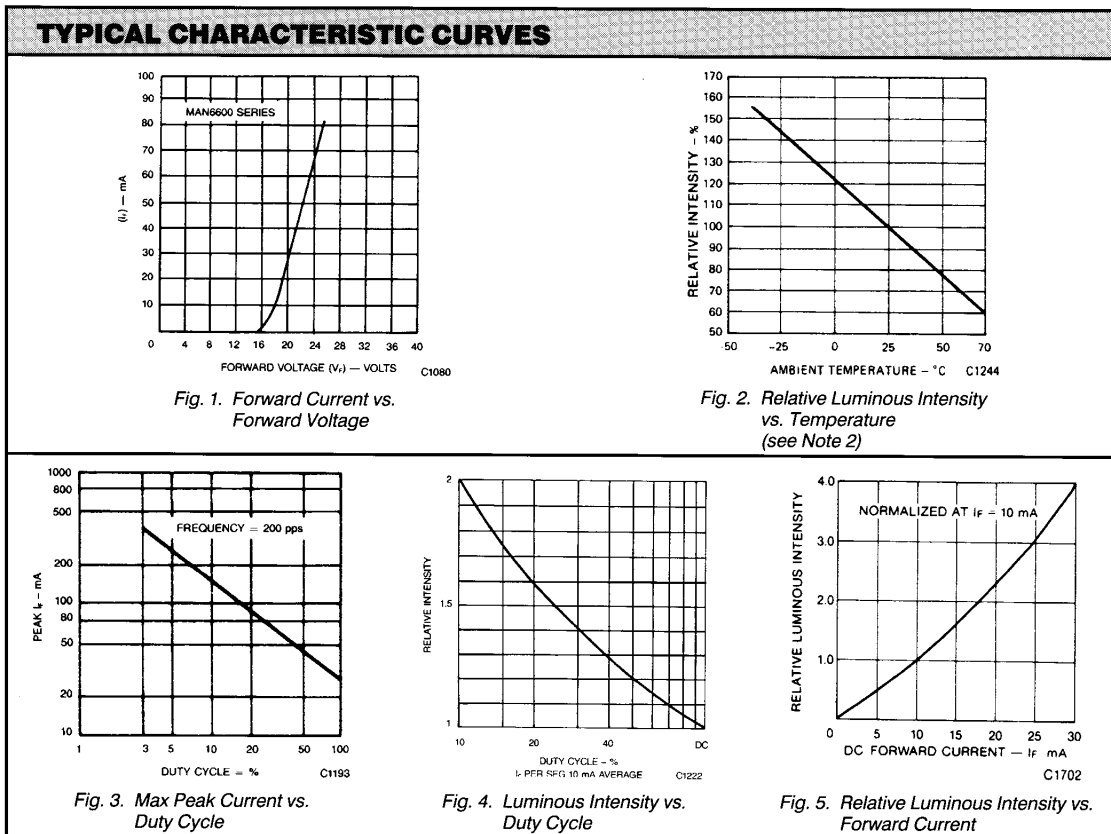 TYPICAL CHARACTERISTIC CURVES
100
90
80
70
60
50
40
30
20
10
(I_F) — mA
MAN6600 SERIES
0 4 16 20 24 28 32 36 40
FORWARD VOLTAGE (V_F) — VOLTS C1080
Fig. 1. Forward Current vs.
Forward Voltage
170
160
150
140
130
120
110
100
90
80
70
60
50
RELATIVE INTENSITY - %
-50 -25 0 25 50 70
AMBIENT TEMPERATURE - °C C1244
Fig. 2. Relative Luminous Intensity
vs. Temperature
(see Note 2)
1000
800
500
200
100
80
50
20
10
PEAK I_F - mA
FREQUENCY = 200 pps
1 3 5 10 20 50 100
DUTY CYCLE = % C1193
Fig. 3. Max Peak Current vs.
Duty Cycle
2
1.5
1
RELATIVE INTENSITY
10 20 40 DC
DUTY CYCLE - %
I_F PER SEG 10 mA AVERAGE C1222
Fig. 4. Luminous Intensity vs.
Duty Cycle
4.0
3.0
2.0
1.0
0
RELATIVE LUMINOUS INTENSITY
NORMALIZED AT I_F = 10 mA
5 10 15 20 25 30
DC FORWARD CURRENT — I_F mA
C1702
Fig. 5. Relative Luminous Intensity vs.
Forward Current